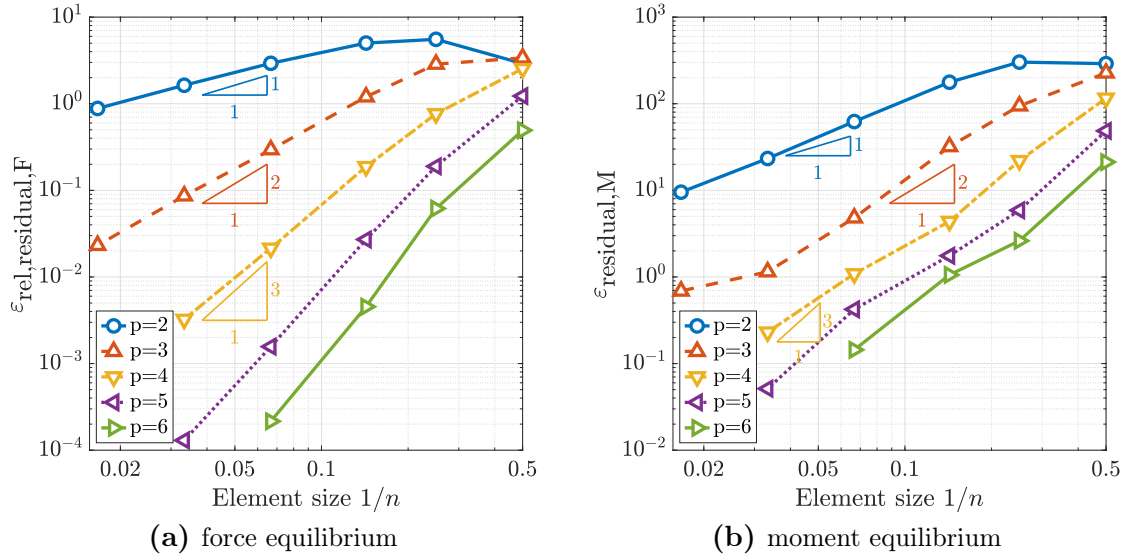 10^1
10^0
10^-1
10^-2
10^-3
10^-4
ε_rel,residual,F
1
1
2
1
3
1
p=2
p=3
p=4
p=5
p=6
0.02
0.05
0.1
0.5
Element size 1/n
(a) force equilibrium
10^3
10^2
10^1
10^0
10^-1
10^-2
ε_residual,M
1
1
2
1
3
1
p=2
p=3
p=4
p=5
p=6
0.02
0.05
0.1
0.5
Element size 1/n
(b) moment equilibrium